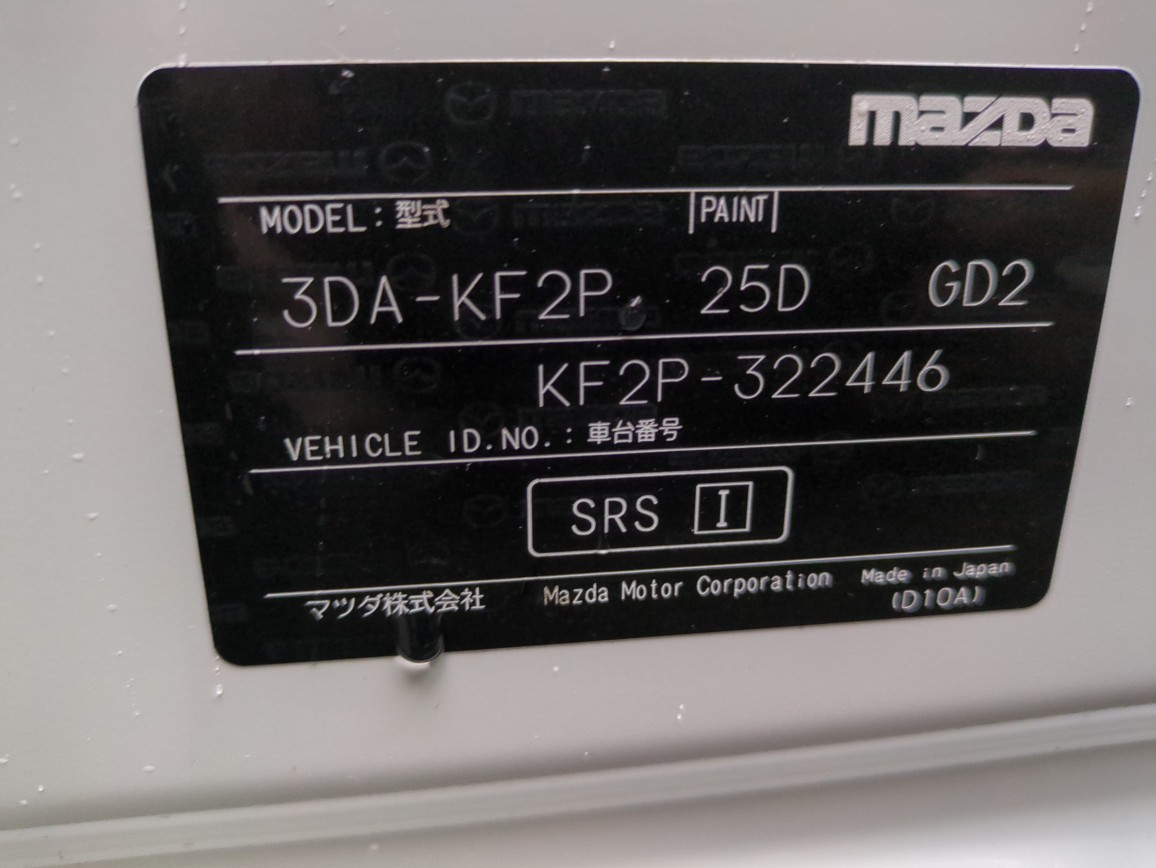 mazda
MODEL：型式 |PAINT|
3DA-KF2P 25D GD2
KF2P-322446
VEHICLE ID.NO.：車台番号
SRS I
マツダ株式会社 Mazda Motor Corporation Made in Japan
(D10A)